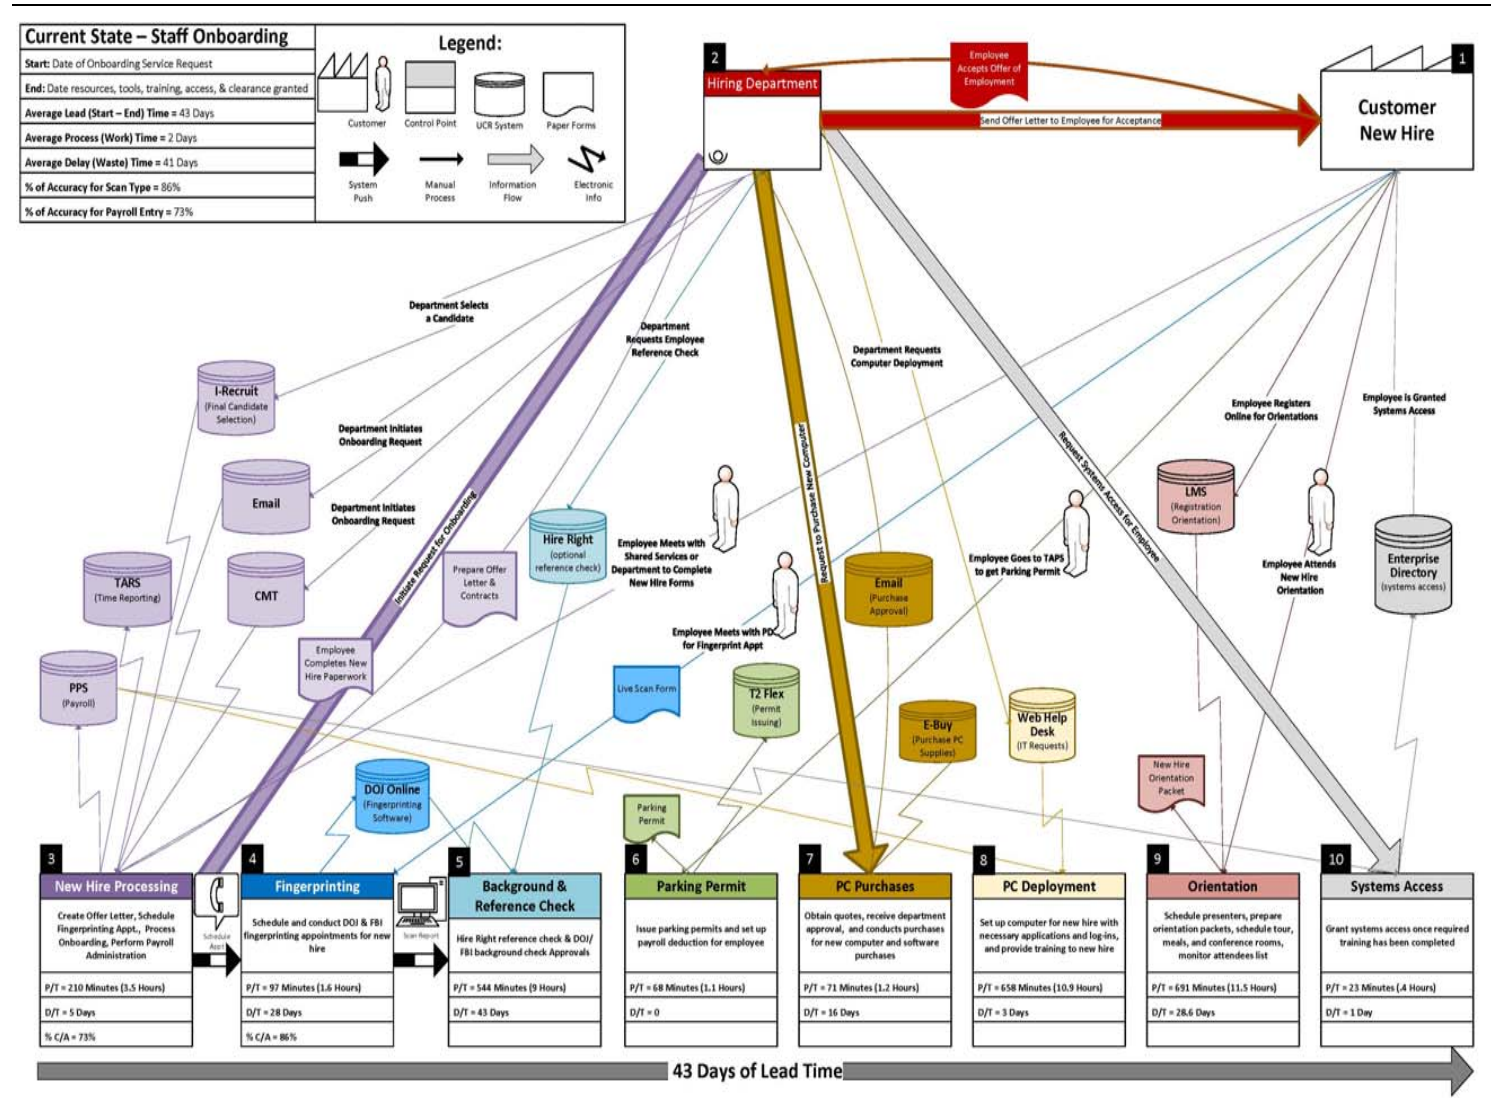 Current State – Staff Onboarding
Start: Date of Onboarding Service Request
End: Date resources, tools, training, access, & clearance granted
Average Lead (Start – End) Time = 43 Days
Average Process (Work) Time = 2 Days
Average Delay (Waste) Time = 41 Days
% of Accuracy for Scan Type = 86%
% of Accuracy for Payroll Entry = 73%
Legend:
Customer
Control Point
UCR System
Paper Forms
System
Push
Manual
Process
Information
Flow
Electronic
Info
2
Hiring Department
Employee
Accepts Offer of
Employment
Send Offer Letter to Employee for Acceptance
1
Customer
New Hire
Department Selects
a Candidate
Department
Requests Employee
Reference Check
Department Requests
Computer Deployment
I-Recruit
(Final Candidate
Selection)
Department Initiates
Onboarding Request
Employee Registers
Online for Orientations
Employee is Granted
Systems Access
Email
Department Initiates
Onboarding Request
Initiate Request for Onboarding
Request to Purchase New Computer
Request Systems Access for Employee
LMS
(Registration
Orientation)
TARS
(Time Reporting)
CMT
Prepare Offer
Letter &
Contracts
Hire Right
(optional
reference check)
Employee Meets with
Shared Services or
Department to Complete
New Hire Forms
Email
(Purchase
Approval)
Employee Goes to TAPS
to get Parking Permit
Employee Attends
New Hire
Orientation
Enterprise
Directory
(systems access)
PPS
(Payroll)
Employee
Completes New
Hire Paperwork
Employee Meets with PD
for Fingerprint Appt
Live Scan Form
T2 Flex
(Permit
Issuing)
E-Buy
(Purchase PC
Supplies)
Web Help
Desk
(IT Requests)
New Hire
Orientation
Packet
DOJ Online
(Fingerprinting
Software)
Parking
Permit
3
New Hire Processing
Create Offer Letter, Schedule
Fingerprinting Appt., Process
Onboarding, Perform Payroll
Administration
P/T = 210 Minutes (3.5 Hours)
D/T = 5 Days
% C/A = 73%
Schedule
Appt
4
Fingerprinting
Schedule and conduct DOJ & FBI
fingerprinting appointments for new
hire
P/T = 97 Minutes (1.6 Hours)
D/T = 28 Days
% C/A = 86%
Scan Report
5
Background &
Reference Check
Hire Right reference check & DOJ/
FBI background check Approvals
P/T = 544 Minutes (9 Hours)
D/T = 43 Days
6
Parking Permit
Issue parking permits and set up
payroll deduction for employee
P/T = 68 Minutes (1.1 Hours)
D/T = 0
7
PC Purchases
Obtain quotes, receive department
approval, and conducts purchases
for new computer and software
purchases
P/T = 71 Minutes (1.2 Hours)
D/T = 16 Days
8
PC Deployment
Set up computer for new hire with
necessary applications and log-ins,
and provide training to new hire
P/T = 658 Minutes (10.9 Hours)
D/T = 3 Days
9
Orientation
Schedule presenters, prepare
orientation packets, schedule tour,
meals, and conference rooms,
monitor attendees list
P/T = 691 Minutes (11.5 Hours)
D/T = 28.6 Days
10
Systems Access
Grant systems access once required
training has been completed
P/T = 23 Minutes (.4 Hours)
D/T = 1 Day
43 Days of Lead Time